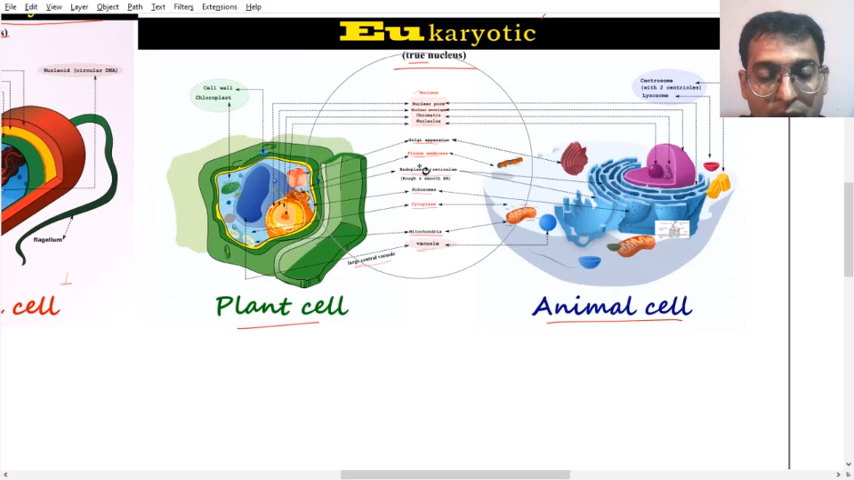 File Edit View Layer Object Path Text Filters Extensions Help
Eukaryotic
(true nucleus)
s)
Nucleoid (circular DNA)
Cell wall
Chloroplast
Nucleus
Nuclear pore
Nuclear envelope
Chromatin
Nucleolus
Golgi apparatus
Plasma membrane
reticulum
(Rough & smooth ER)
Ribosomes
Cytoplasm
Mitochondria
vacuole
large central vacuole
Centrosome
(with 2 centrioles)
Lysosome
flagellum
cell
Plant cell
Animal cell